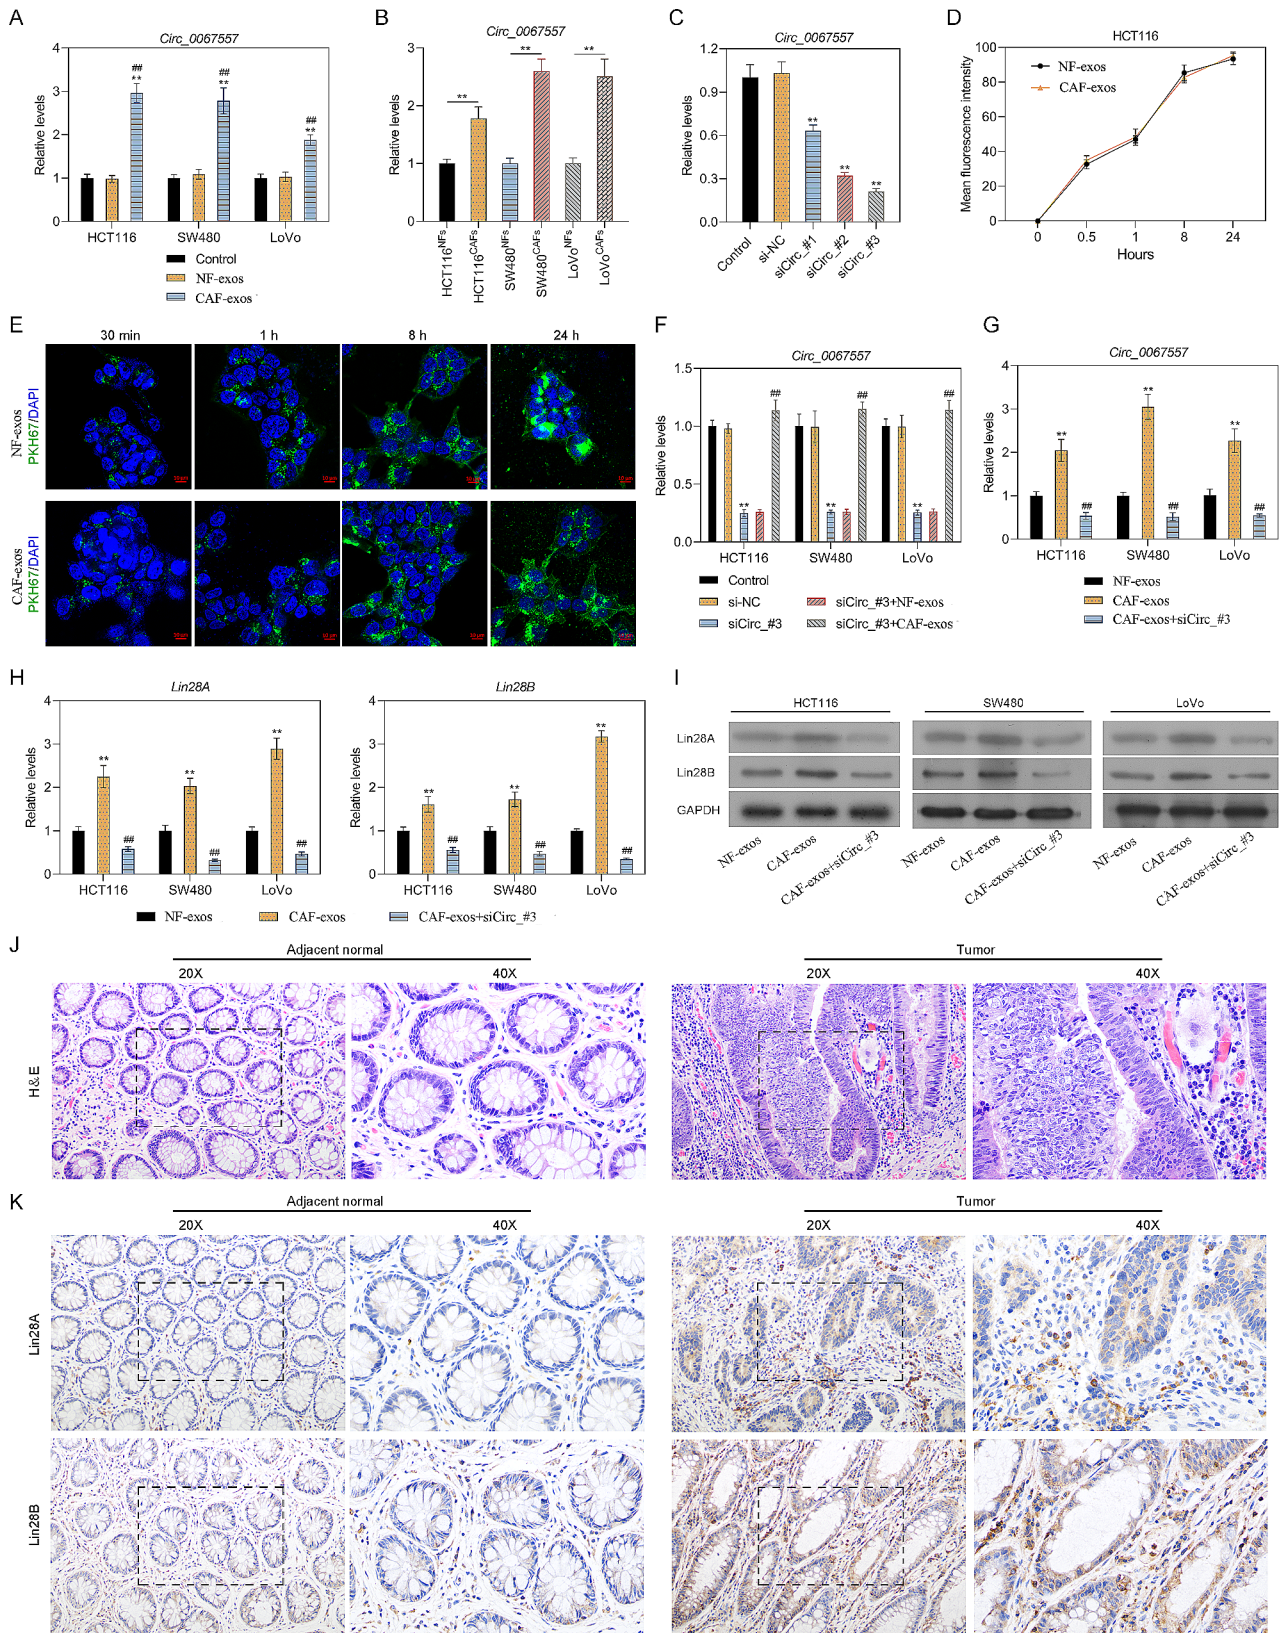 A
Circ_0067557
Relative levels
4
3
2
1
0
## ** ## ** ## **
HCT116 SW480 LoVo
Control
NF-exos
CAF-exos
B
Circ_0067557
Relative levels
3
2
1
0
** ** **
HCT116NFs HCT116CAFs SW480NFs SW480CAFs LoVoNFs LoVoCAFs
C
Circ_0067557
Relative levels
1.2
0.9
0.6
0.3
0.0
** ** **
Control si-NC siCirc_#1 siCirc_#2 siCirc_#3
D
HCT116
Mean fluorescence intensity
100
80
60
40
20
0
NF-exos
CAF-exos
0 0.5 1 8 24
Hours
E
30 min 1 h 8 h 24 h
NF-exos
PKH67/DAPI
CAF-exos
PKH67/DAPI
F
Circ_0067557
Relative levels
1.5
1.0
0.5
0.0
** ## ** ## ** ##
HCT116 SW480 LoVo
Control
si-NC
siCirc_#3
siCirc_#3+NF-exos
siCirc_#3+CAF-exos
G
Circ_0067557
Relative levels
4
3
2
1
0
** ## ** ## ** ##
HCT116 SW480 LoVo
NF-exos
CAF-exos
CAF-exos+siCirc_#3
H
Lin28A
Relative levels
4
3
2
1
0
** ## ** ## ** ##
HCT116 SW480 LoVo
Lin28B
Relative levels
4
3
2
1
0
** ## ** ## ** ##
HCT116 SW480 LoVo
NF-exos CAF-exos CAF-exos+siCirc_#3
I
HCT116 SW480 LoVo
Lin28A
Lin28B
GAPDH
NF-exos CAF-exos CAF-exos+siCirc_#3 NF-exos CAF-exos CAF-exos+siCirc_#3 NF-exos CAF-exos CAF-exos+siCirc_#3
J
Adjacent normal Tumor
20X 40X 20X 40X
H&E
K
Adjacent normal Tumor
20X 40X 20X 40X
Lin28A
Lin28B